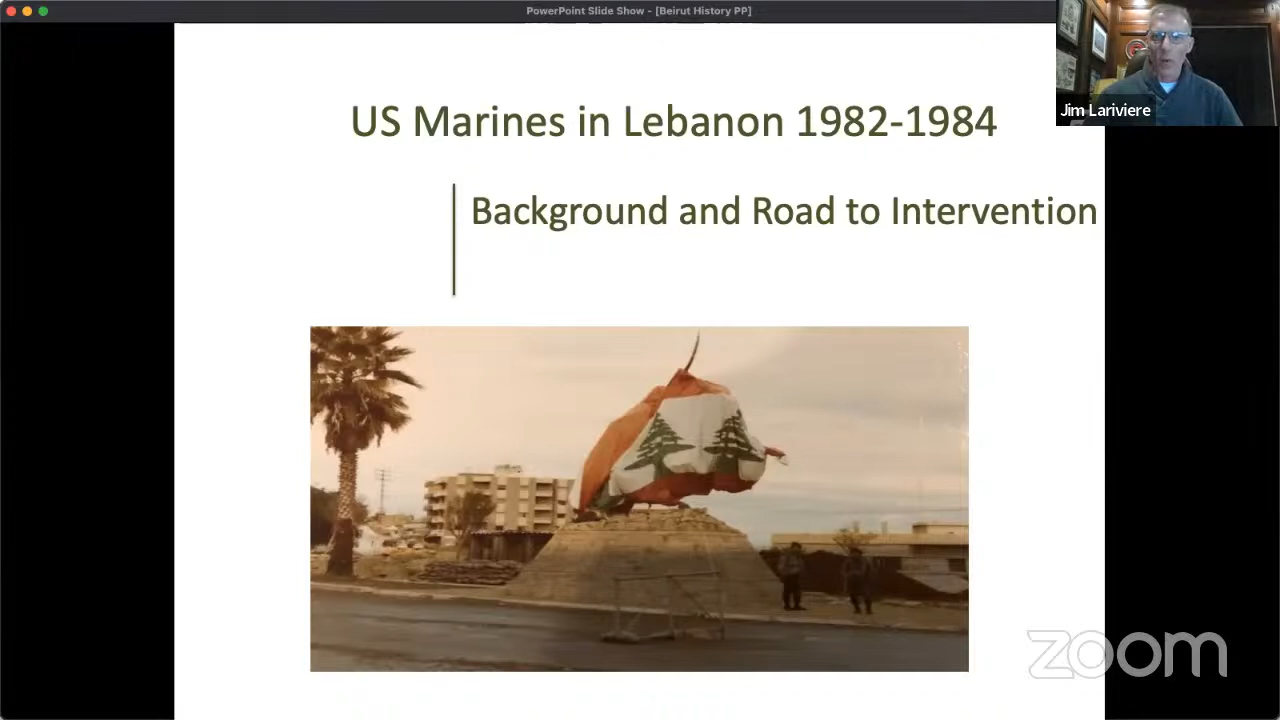 PowerPoint Slide Show - [Beirut History PP]
Jim Lariviere
US Marines in Lebanon 1982-1984
Background and Road to Intervention
zoom